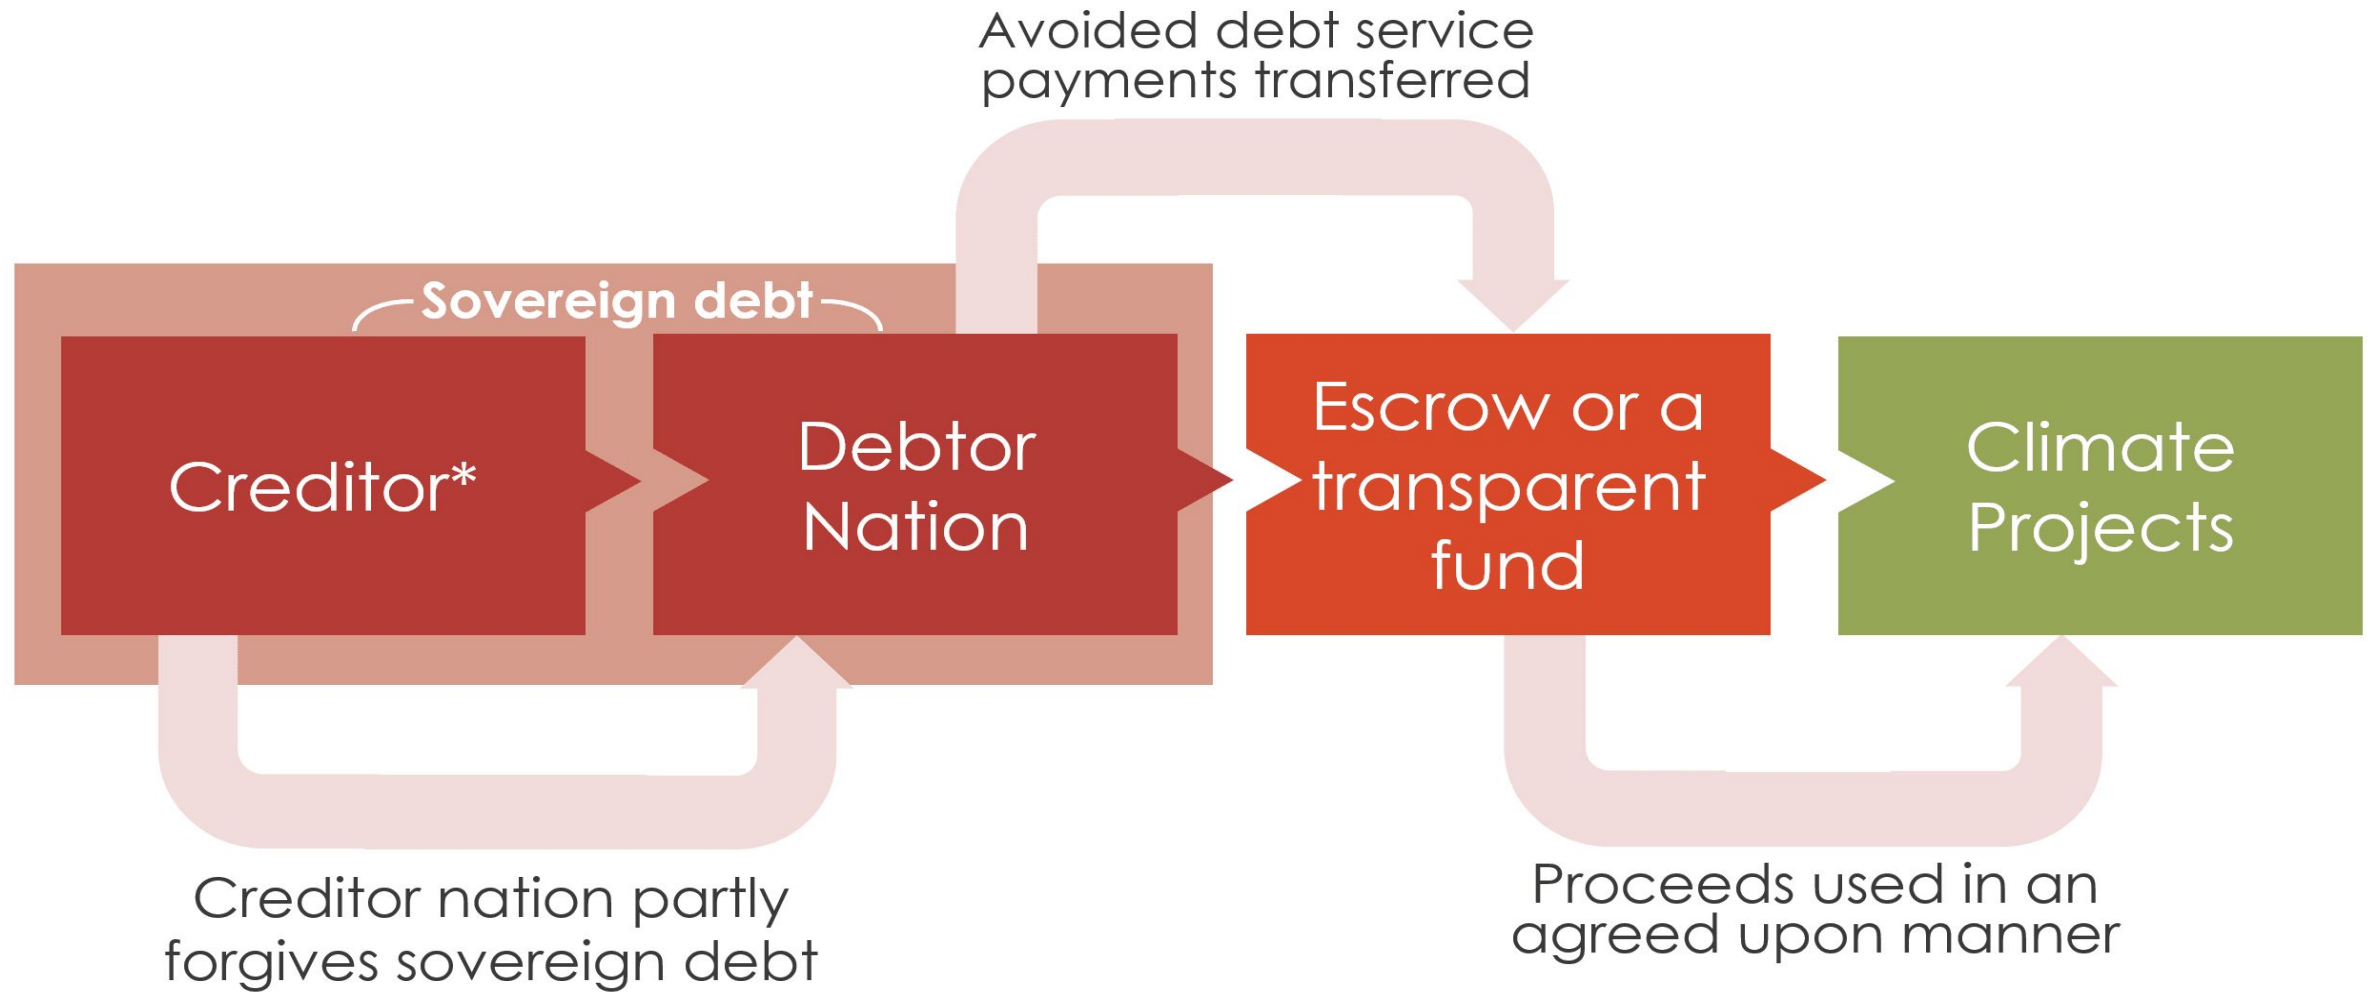 Avoided debt service
payments transferred
Sovereign debt
Creditor*
Debtor
Nation
Escrow or a
transparent
fund
Climate
Projects
Creditor nation partly
forgives sovereign debt
Proceeds used in an
agreed upon manner